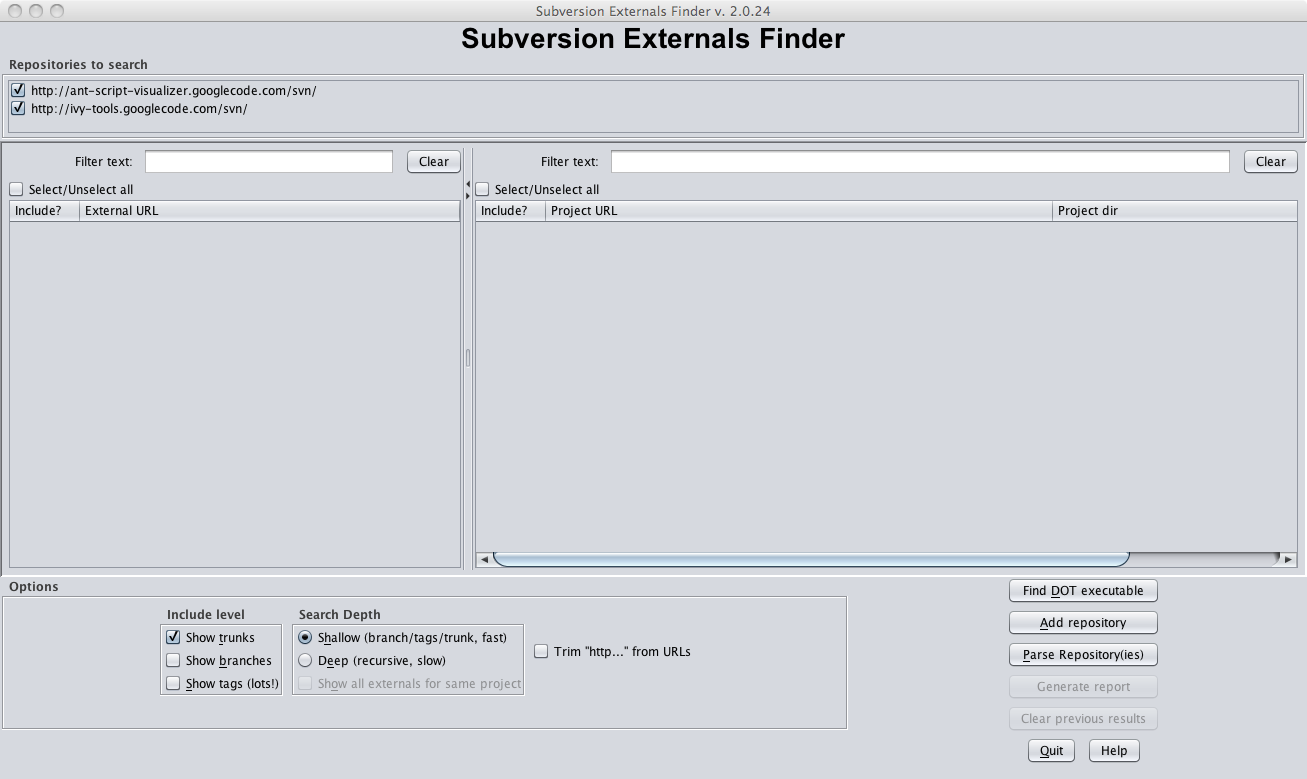 Subversion Externals Finder v. 2.0.24
Subversion Externals Finder
Repositories to search
http://ant-script-visualizer.googlecode.com/svn/
http://ivy-tools.googlecode.com/svn/
Filter text: Clear
Select/Unselect all
Include? External URL
Filter text: Clear
Select/Unselect all
Include? Project URL Project dir
Options
Include level
Show trunks
Show branches
Show tags (lots!)
Search Depth
Shallow (branch/tags/trunk, fast)
Deep (recursive, slow)
Show all externals for same project
Trim "http..." from URLs
Find DOT executable
Add repository
Parse Repository(ies)
Generate report
Clear previous results
Quit Help